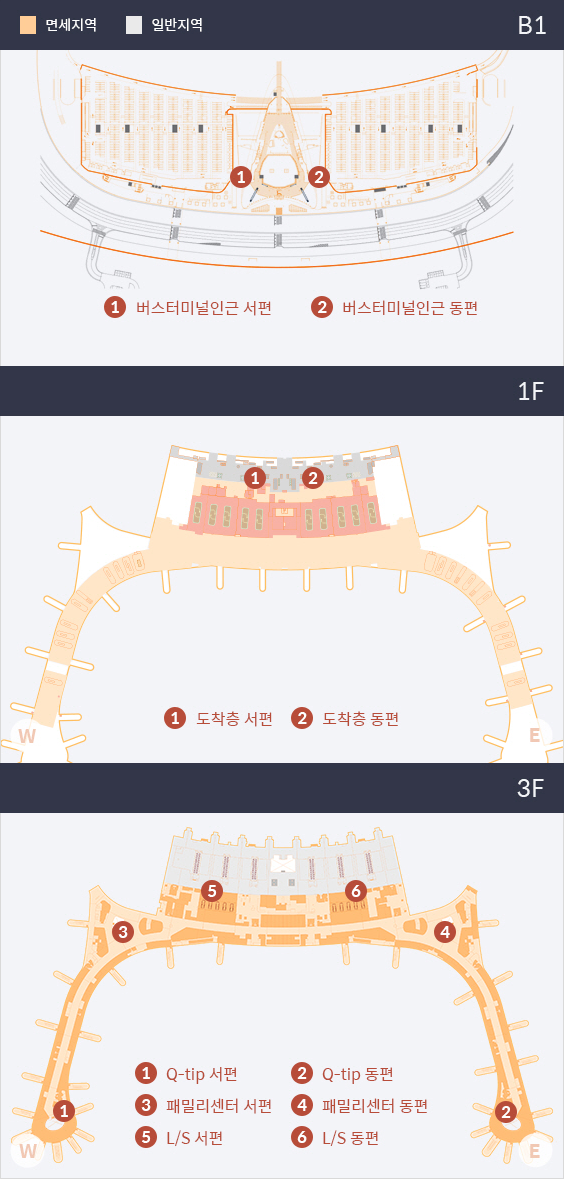 면세지역 일반지역 B1
1 2
1 버스터미널인근 서편 2 버스터미널인근 동편
1F
1 2
1 도착층 서편 2 도착층 동편
W E
3F
5 6
3 4
1 Q-tip 서편 2 Q-tip 동편
3 패밀리센터 서편 4 패밀리센터 동편
1 2
5 L/S 서편 6 L/S 동편
W E